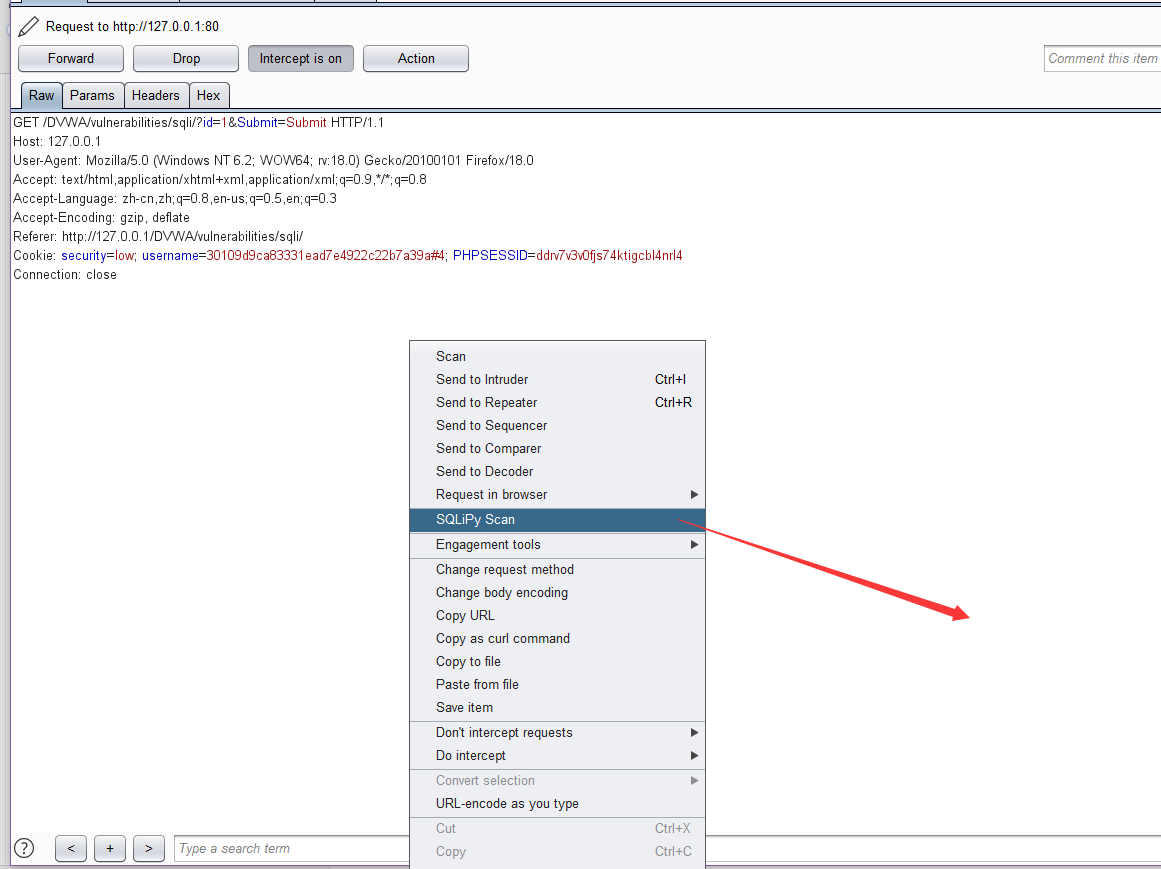 Request to http://127.0.0.1:80
Forward Drop Intercept is on Action Comment this item
Raw Params Headers Hex
GET /DVWA/vulnerabilities/sqli/?id=1&Submit=Submit HTTP/1.1
Host: 127.0.0.1
User-Agent: Mozilla/5.0 (Windows NT 6.2; WOW64; rv:18.0) Gecko/20100101 Firefox/18.0
Accept: text/html,application/xhtml+xml,application/xml;q=0.9,*/*;q=0.8
Accept-Language: zh-cn,zh;q=0.8,en-us;q=0.5,en;q=0.3
Accept-Encoding: gzip, deflate
Referer: http://127.0.0.1/DVWA/vulnerabilities/sqli/
Cookie: security=low; username=30109d9ca83331ead7e4922c22b7a39a#4; PHPSESSID=ddrv7v3v0fjs74ktigcbl4nrl4
Connection: close
Scan
Send to Intruder Ctrl+I
Send to Repeater Ctrl+R
Send to Sequencer
Send to Comparer
Send to Decoder
Request in browser
SQLiPy Scan
Engagement tools
Change request method
Change body encoding
Copy URL
Copy as curl command
Copy to file
Paste from file
Save item
Don't intercept requests
Do intercept
Convert selection
URL-encode as you type
Cut Ctrl+X
Copy Ctrl+C
? < + > Type a search term